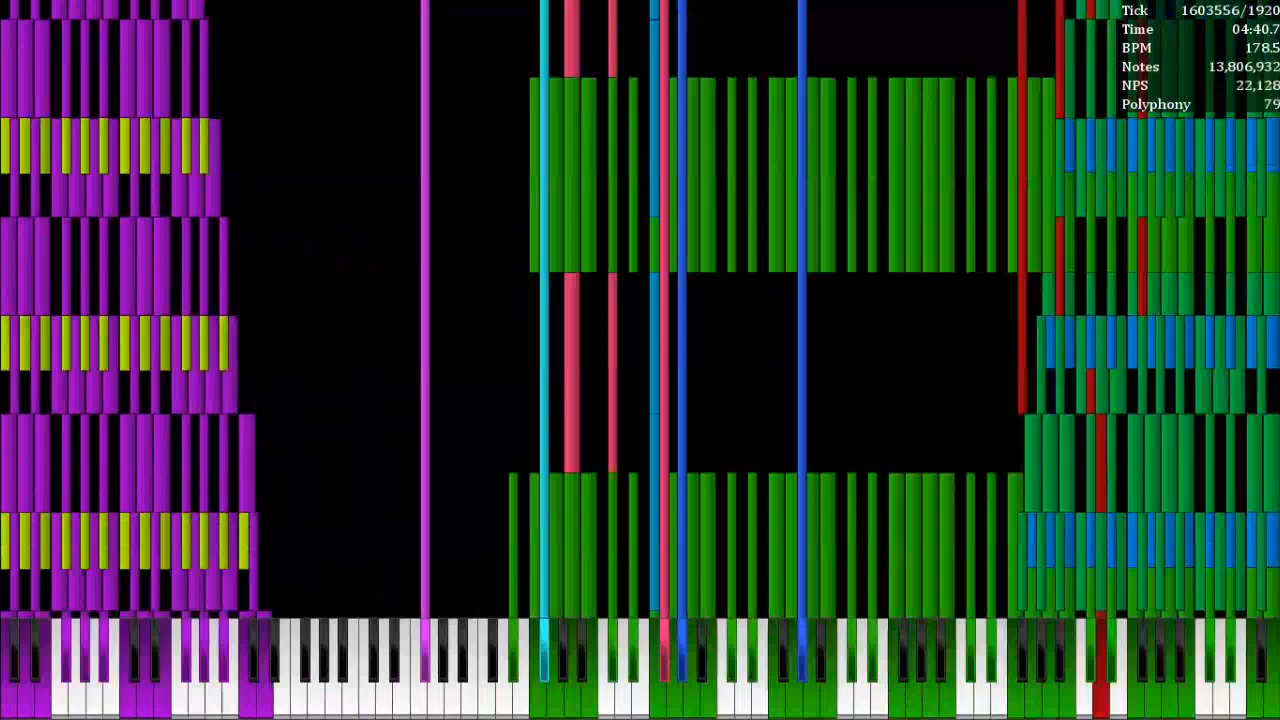 Tick 1603556/1920
Time 04:40.7
BPM 178.5
Notes 13,806,932
NPS 22,128
Polyphony 79